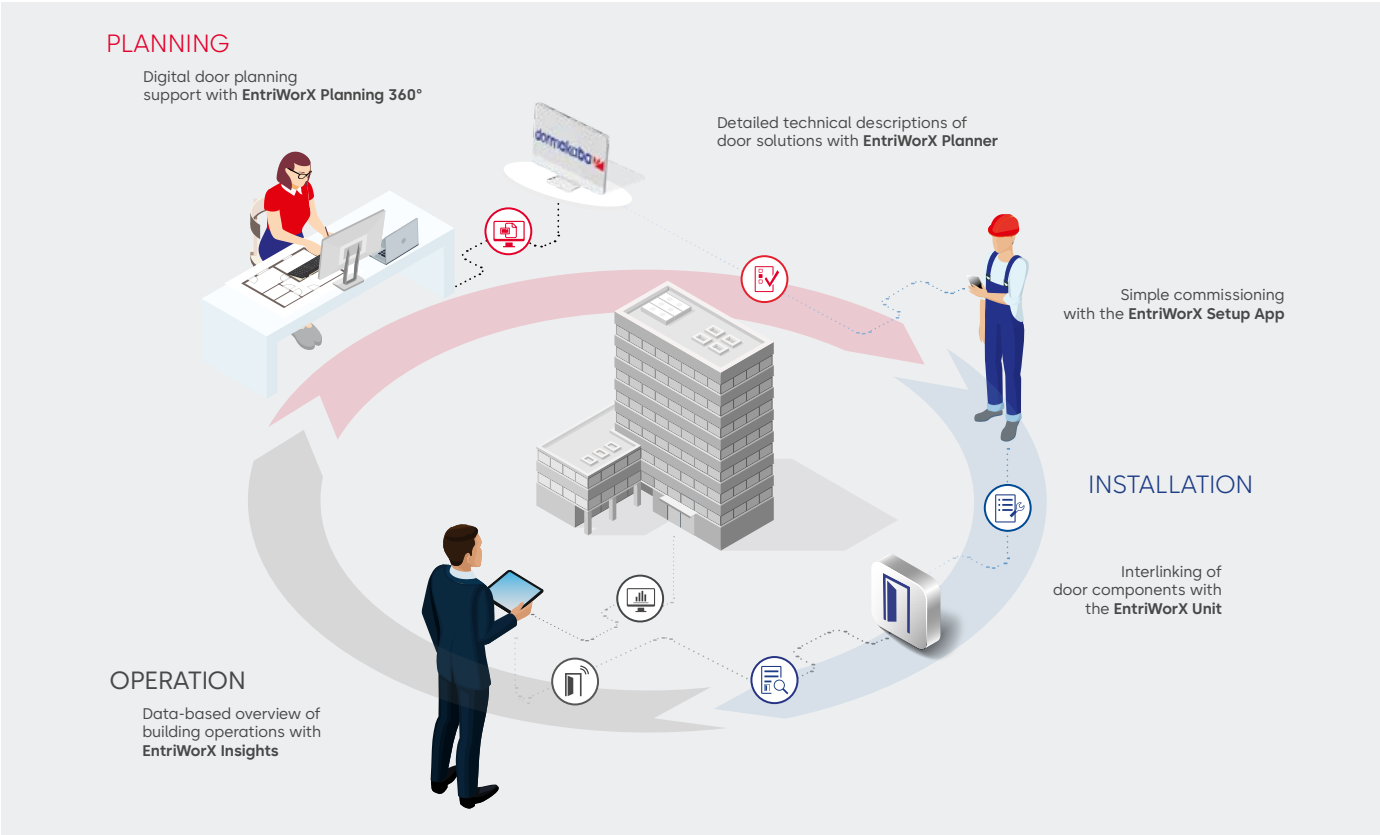 PLANNING
Digital door planning
support with EntriWorX Planning 360°
dormakaba
Detailed technical descriptions of
door solutions with EntriWorX Planner
Simple commissioning
with the EntriWorX Setup App
INSTALLATION
Interlinking of
door components with
the EntriWorX Unit
OPERATION
Data-based overview of
building operations with
EntriWorX Insights